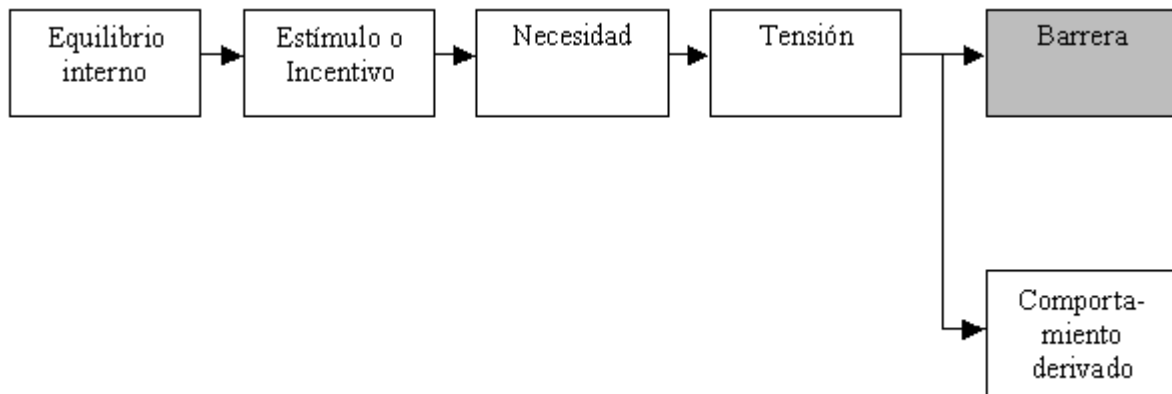 Equilibrio
interno
Estímulo o
Incentivo
Necesidad
Tensión
Barrera
Comporta-
miento
derivado